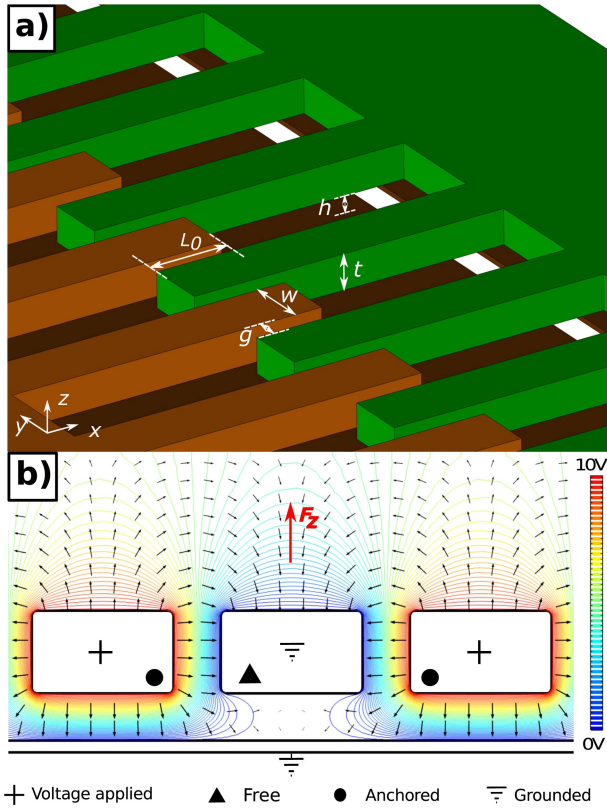 a)
h
L0
t
w
g
z
y
x
b)
10V
Fz
0V
Voltage applied
Free
Anchored
Grounded